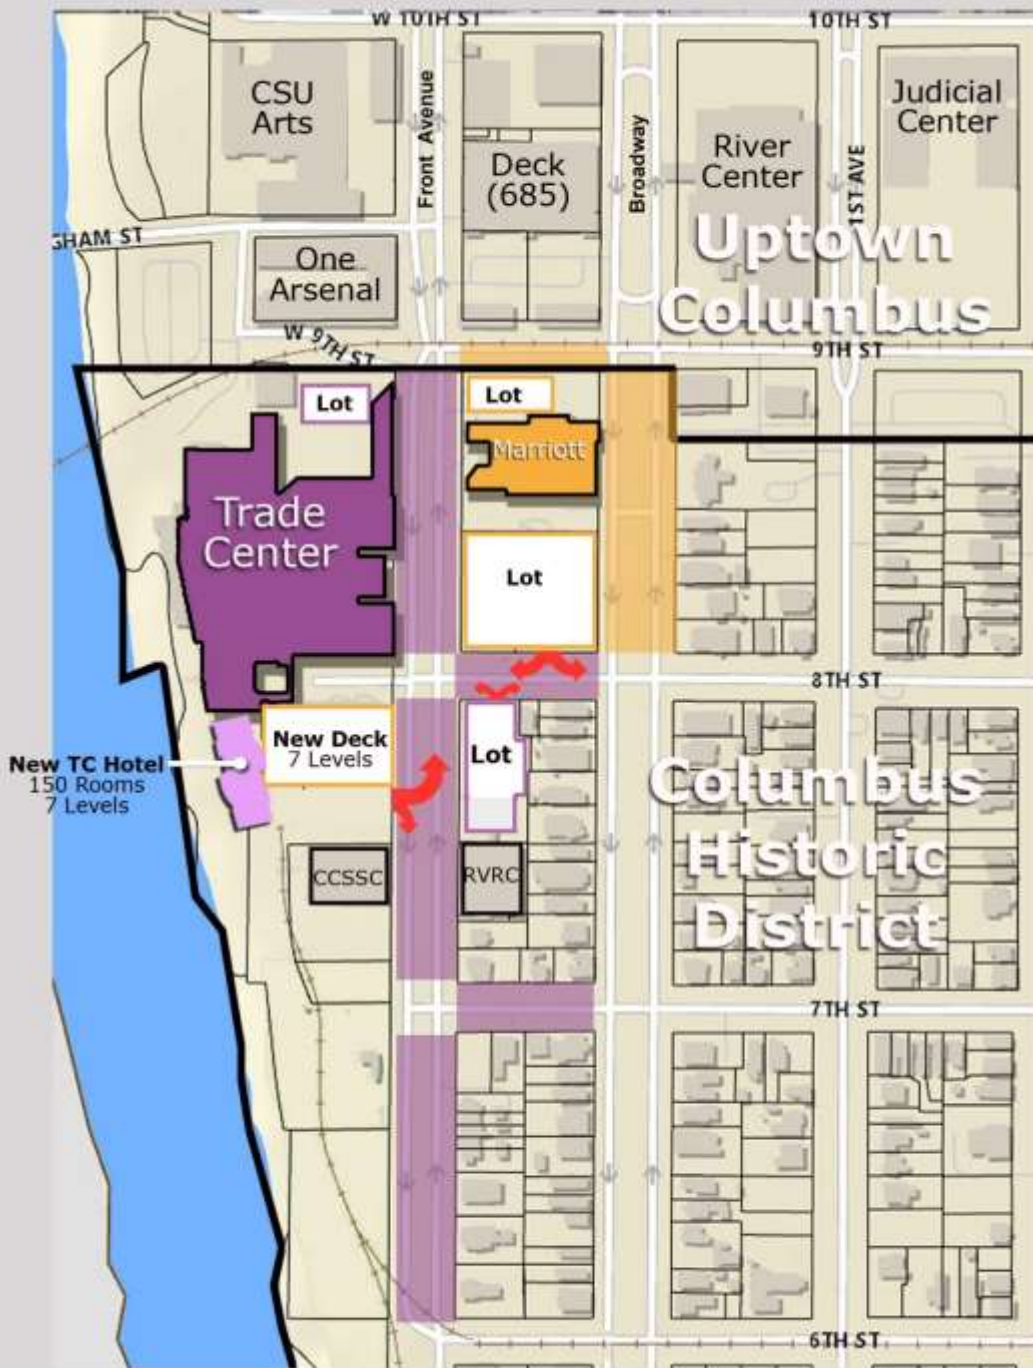 W 10TH ST
10TH ST
CSU
Arts
Front Avenue
Deck
(685)
Broadway
River
Center
1ST AVE
Judicial
Center
GHAM ST
One
Arsenal
Uptown
Columbus
W 9TH ST
9TH ST
Lot
Lot
Marriott
Trade
Center
Lot
8TH ST
New TC Hotel
150 Rooms
7 Levels
New Deck
7 Levels
Lot
Columbus
Historic
District
CCSSC
RVRC
7TH ST
6TH ST